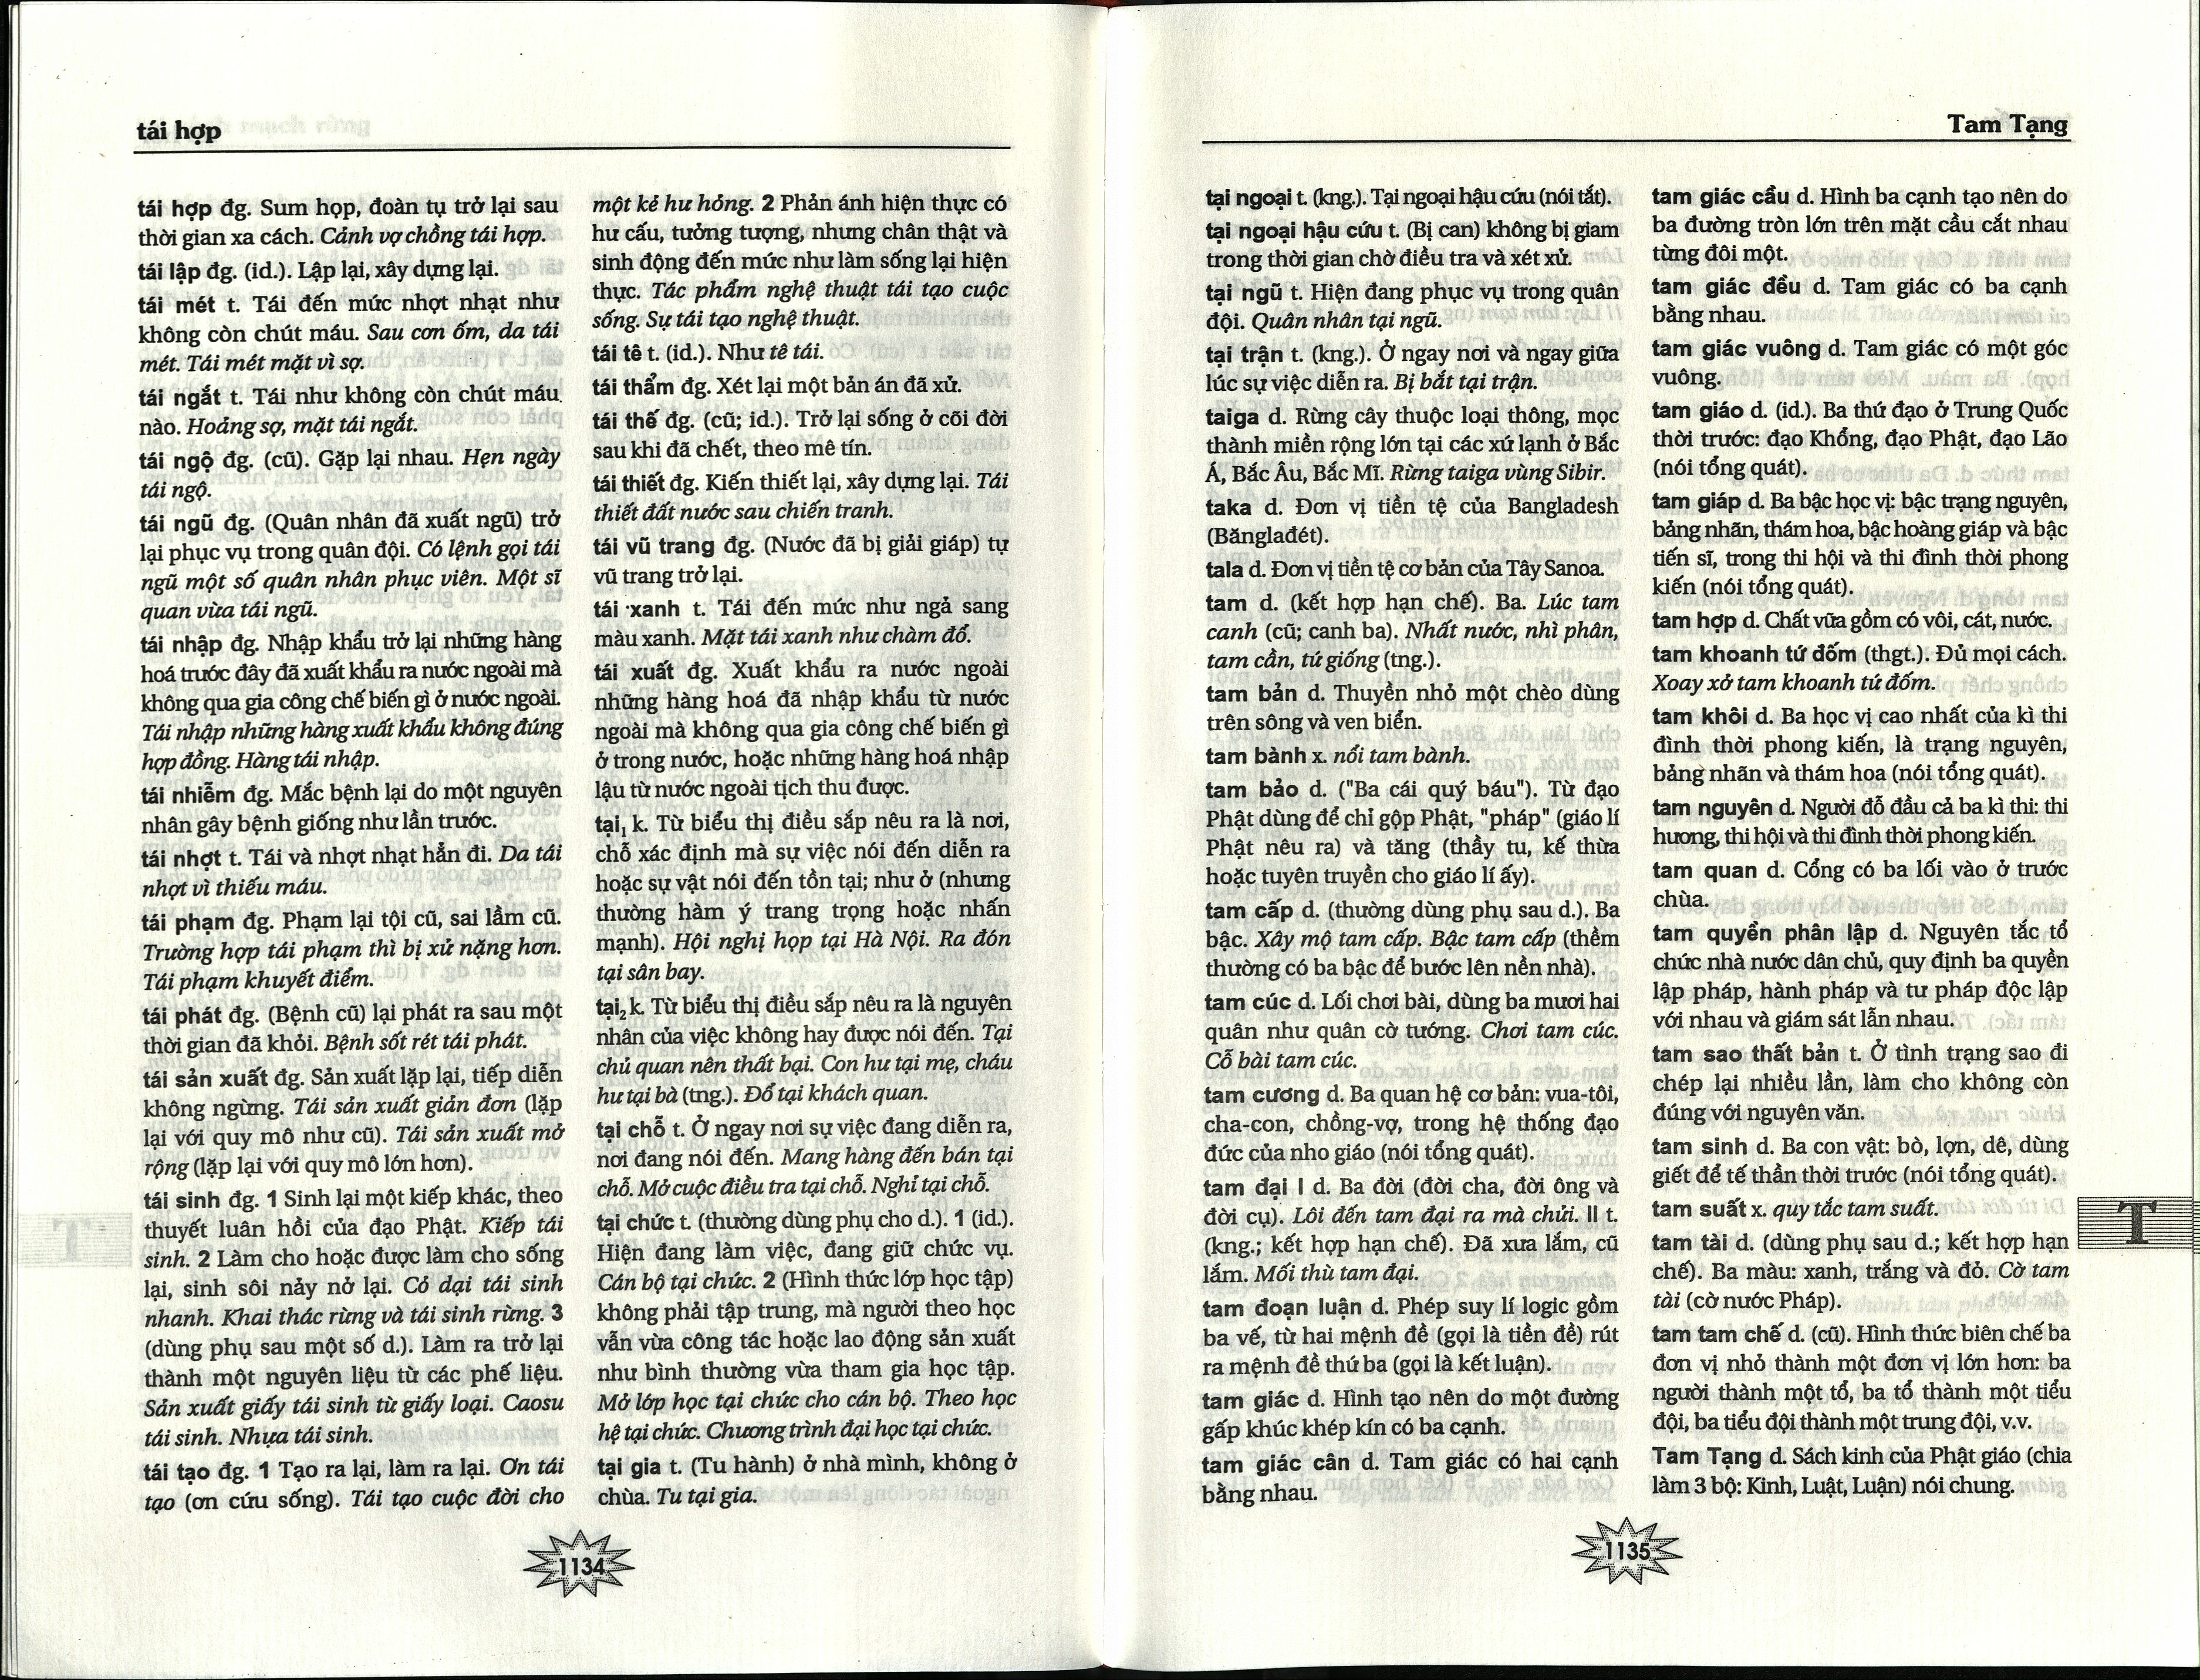 tái hợp
tái hợp đg. Sum họp, đoàn tụ trở lại sau
thời gian xa cách. Cảnh vợ chồng tái hợp.
tái lập đg. (id.). Lập lại, xây dựng lại.
tái mét t. Tái đến mức nhợt nhạt như
không còn chút máu. Sau cơn ốm, da tái
mét. Tái mét mặt vì sợ.
tái ngắt t. Tái như không còn chút máu
nào. Hoảng sợ, mặt tái ngắt.
tái ngộ đg. (cũ). Gặp lại nhau. Hẹn ngày
tái ngộ.
tái ngũ đg. (Quân nhân đã xuất ngũ) trở
lại phục vụ trong quân đội. Có lệnh gọi tái
ngũ một số quân nhân phục viên. Một sĩ
quan vừa tái ngũ.
tái nhập đg. Nhập khẩu trở lại những hàng
hoá trước đây đã xuất khẩu ra nước ngoài mà
không qua gia công chế biến gì ở nước ngoài.
Tái nhập những hàng xuất khẩu không đúng
hợp đồng. Hàng tái nhập.
tái nhiễm đg. Mắc bệnh lại do một nguyên
nhân gây bệnh giống như lần trước.
tái nhợt t. Tái và nhợt nhạt hẳn đi. Da tái
nhợt vì thiếu máu.
tái phạm đg. Phạm lại tội cũ, sai lầm cũ.
Trường hợp tái phạm thì bị xử nặng hơn.
Tái phạm khuyết điểm.
tái phát đg. (Bệnh cũ) lại phát ra sau một
thời gian đã khỏi. Bệnh sốt rét tái phát.
tái sản xuất đg. Sản xuất lặp lại, tiếp diễn
không ngừng. Tái sản xuất giản đơn (lặp
lại với quy mô như cũ). Tái sản xuất mở
rộng (lặp lại với quy mô lớn hơn).
tái sinh đg. 1 Sinh lại một kiếp khác, theo
thuyết luân hồi của đạo Phật. Kiếp tái
sinh. 2 Làm cho hoặc được làm cho sống
lại, sinh sôi nảy nở lại. Cỏ dại tái sinh
nhanh. Khai thác rừng và tái sinh rừng. 3
(dùng phụ sau một số d.). Làm ra trở lại
thành một nguyên liệu từ các phế liệu.
Sản xuất giấy tái sinh từ giấy loại. Caosu
tái sinh. Nhựa tái sinh.
tái tạo đg. 1 Tạo ra lại, làm ra lại. Ơn tái
tạo (ơn cứu sống). Tái tạo cuộc đời cho
một kẻ hư hỏng. 2 Phản ánh hiện thực có
hư cấu, tưởng tượng, nhưng chân thật và
sinh động đến mức như làm sống lại hiện
thực. Tác phẩm nghệ thuật tái tạo cuộc
sống. Sự tái tạo nghệ thuật.
tái tê t. (id.). Như tê tái.
tái thẩm đg. Xét lại một bản án đã xử.
tái thế đg. (cũ; id.). Trở lại sống ở cõi đời
sau khi đã chết, theo mê tín.
tái thiết đg. Kiến thiết lại, xây dựng lại. Tái
thiết đất nước sau chiến tranh.
tái vũ trang đg. (Nước đã bị giải giáp) tự
vũ trang trở lại.
tái xanh t. Tái đến mức như ngả sang
màu xanh. Mặt tái xanh như chàm đổ.
tái xuất đg. Xuất khẩu ra nước ngoài
những hàng hoá đã nhập khẩu từ nước
ngoài mà không qua gia công chế biến gì
ở trong nước, hoặc những hàng hoá nhập
lậu từ nước ngoài tịch thu được.
tại₁ k. Từ biểu thị điều sắp nêu ra là nơi,
chỗ xác định mà sự việc nói đến diễn ra
hoặc sự vật nói đến tồn tại; như ở (nhưng
thường hàm ý trang trọng hoặc nhấn
mạnh). Hội nghị họp tại Hà Nội. Ra đón
tại sân bay.
tại₂ k. Từ biểu thị điều sắp nêu ra là nguyên
nhân của việc không hay được nói đến. Tại
chủ quan nên thất bại. Con hư tại mẹ, cháu
hư tại bà (tng.). Đổ tại khách quan.
tại chỗ t. Ở ngay nơi sự việc đang diễn ra,
nơi đang nói đến. Mang hàng đến bán tại
chỗ. Mở cuộc điều tra tại chỗ. Nghỉ tại chỗ.
tại chức t. (thường dùng phụ cho d.). 1 (id.).
Hiện đang làm việc, đang giữ chức vụ.
Cán bộ tại chức. 2 (Hình thức lớp học tập)
không phải tập trung, mà người theo học
vẫn vừa công tác hoặc lao động sản xuất
như bình thường vừa tham gia học tập.
Mở lớp học tại chức cho cán bộ. Theo học
hệ tại chức. Chương trình đại học tại chức.
tại gia t. (Tu hành) ở nhà mình, không ở
chùa. Tu tại gia.
1134
Tam Tạng
tại ngoại t. (kng.). Tại ngoại hậu cứu (nói tắt).
tại ngoại hậu cứu t. (Bị can) không bị giam
trong thời gian chờ điều tra và xét xử.
tại ngũ t. Hiện đang phục vụ trong quân
đội. Quân nhân tại ngũ.
tại trận t. (kng.). Ở ngay nơi và ngay giữa
lúc sự việc diễn ra. Bị bắt tại trận.
taiga d. Rừng cây thuộc loại thông, mọc
thành miền rộng lớn tại các xứ lạnh ở Bắc
Á, Bắc Âu, Bắc Mĩ. Rừng taiga vùng Sibir.
taka d. Đơn vị tiền tệ của Bangladesh
(Băngлađét).
tala d. Đơn vị tiền tệ cơ bản của Tây Sanoa.
tam d. (kết hợp hạn chế). Ba. Lúc tam
canh (cũ; canh ba). Nhất nước, nhì phân,
tam cần, tứ giống (tng.).
tam bản d. Thuyền nhỏ một chèo dùng
trên sông và ven biển.
tam bành x. nổi tam bành.
tam bảo d. ("Ba cái quý báu"). Từ đạo
Phật dùng để chỉ gộp Phật, "pháp" (giáo lí
Phật nêu ra) và tăng (thầy tu, kế thừa
hoặc tuyên truyền cho giáo lí ấy).
tam cấp d. (thường dùng phụ sau d.). Ba
bậc. Xây mộ tam cấp. Bậc tam cấp (thềm
thường có ba bậc để bước lên nền nhà).
tam cúc d. Lối chơi bài, dùng ba mươi hai
quân như quân cờ tướng. Chơi tam cúc.
Cỗ bài tam cúc.
tam cương d. Ba quan hệ cơ bản: vua-tôi,
cha-con, chồng-vợ, trong hệ thống đạo
đức của nho giáo (nói tổng quát).
tam đại I d. Ba đời (đời cha, đời ông và
đời cụ). Lôi đến tam đại ra mà chửi. II t.
(kng.; kết hợp hạn chế). Đã xưa lắm, cũ
lắm. Mối thù tam đại.
tam đoạn luận d. Phép suy lí logic gồm
ba vế, từ hai mệnh đề (gọi là tiền đề) rút
ra mệnh đề thứ ba (gọi là kết luận).
tam giác d. Hình tạo nên do một đường
gấp khúc khép kín có ba cạnh.
tam giác cân d. Tam giác có hai cạnh
bằng nhau.
tam giác cầu d. Hình ba cạnh tạo nên do
ba đường tròn lớn trên mặt cầu cắt nhau
từng đôi một.
tam giác đều d. Tam giác có ba cạnh
bằng nhau.
tam giác vuông d. Tam giác có một góc
vuông.
tam giáo d. (id.). Ba thứ đạo ở Trung Quốc
thời trước: đạo Khổng, đạo Phật, đạo Lão
(nói tổng quát).
tam giáp d. Ba bậc học vị: bậc trạng nguyên,
bảng nhãn, thám hoa, bậc hoàng giáp và bậc
tiến sĩ, trong thi hội và thi đình thời phong
kiến (nói tổng quát).
tam hợp d. Chất vữa gồm có vôi, cát, nước.
tam khoanh tứ đốm (thgt.). Đủ mọi cách.
Xoay xở tam khoanh tứ đốm.
tam khôi d. Ba học vị cao nhất của kì thi
đình thời phong kiến, là trạng nguyên,
bảng nhãn và thám hoa (nói tổng quát).
tam nguyên d. Người đỗ đầu cả ba kì thi: thi
hương, thi hội và thi đình thời phong kiến.
tam quan d. Cổng có ba lối vào ở trước
chùa.
tam quyền phân lập d. Nguyên tắc tổ
chức nhà nước dân chủ, quy định ba quyền
lập pháp, hành pháp và tư pháp độc lập
với nhau và giám sát lẫn nhau.
tam sao thất bản t. Ở tình trạng sao đi
chép lại nhiều lần, làm cho không còn
đúng với nguyên văn.
tam sinh d. Ba con vật: bò, lợn, dê, dùng
giết để tế thần thời trước (nói tổng quát).
tam suất x. quy tắc tam suất.
tam tài d. (dùng phụ sau d.; kết hợp hạn
chế). Ba màu: xanh, trắng và đỏ. Cờ tam
tài (cờ nước Pháp).
tam tam chế d. (cũ). Hình thức biên chế ba
đơn vị nhỏ thành một đơn vị lớn hơn: ba
người thành một tổ, ba tổ thành một tiểu
đội, ba tiểu đội thành một trung đội, v.v.
Tam Tạng d. Sách kinh của Phật giáo (chia
làm 3 bộ: Kinh, Luật, Luận) nói chung.
T
1135